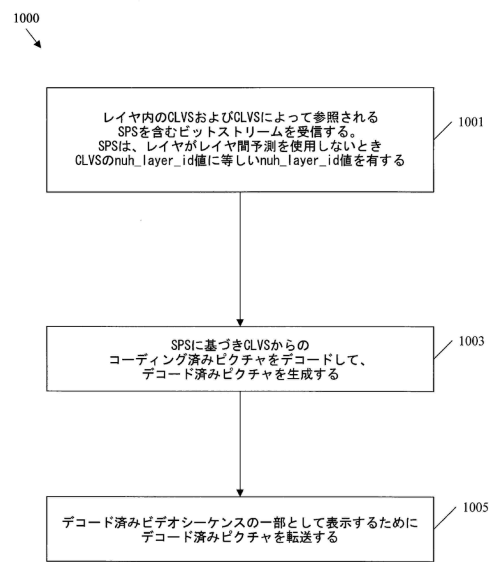 1000
レイヤ内のCLVSおよびCLVSによって参照される
SPSを含むビットストリームを受信する。
SPSは、レイヤがレイヤ間予測を使用しないとき
CLVSのnuh_layer_id値に等しいnuh_layer_id値を有する
1001
SPSに基づきCLVSからの
コーディング済みピクチャをデコードして、
デコード済みピクチャを生成する
1003
デコード済みビデオシーケンスの一部として表示するために
デコード済みピクチャを転送する
1005